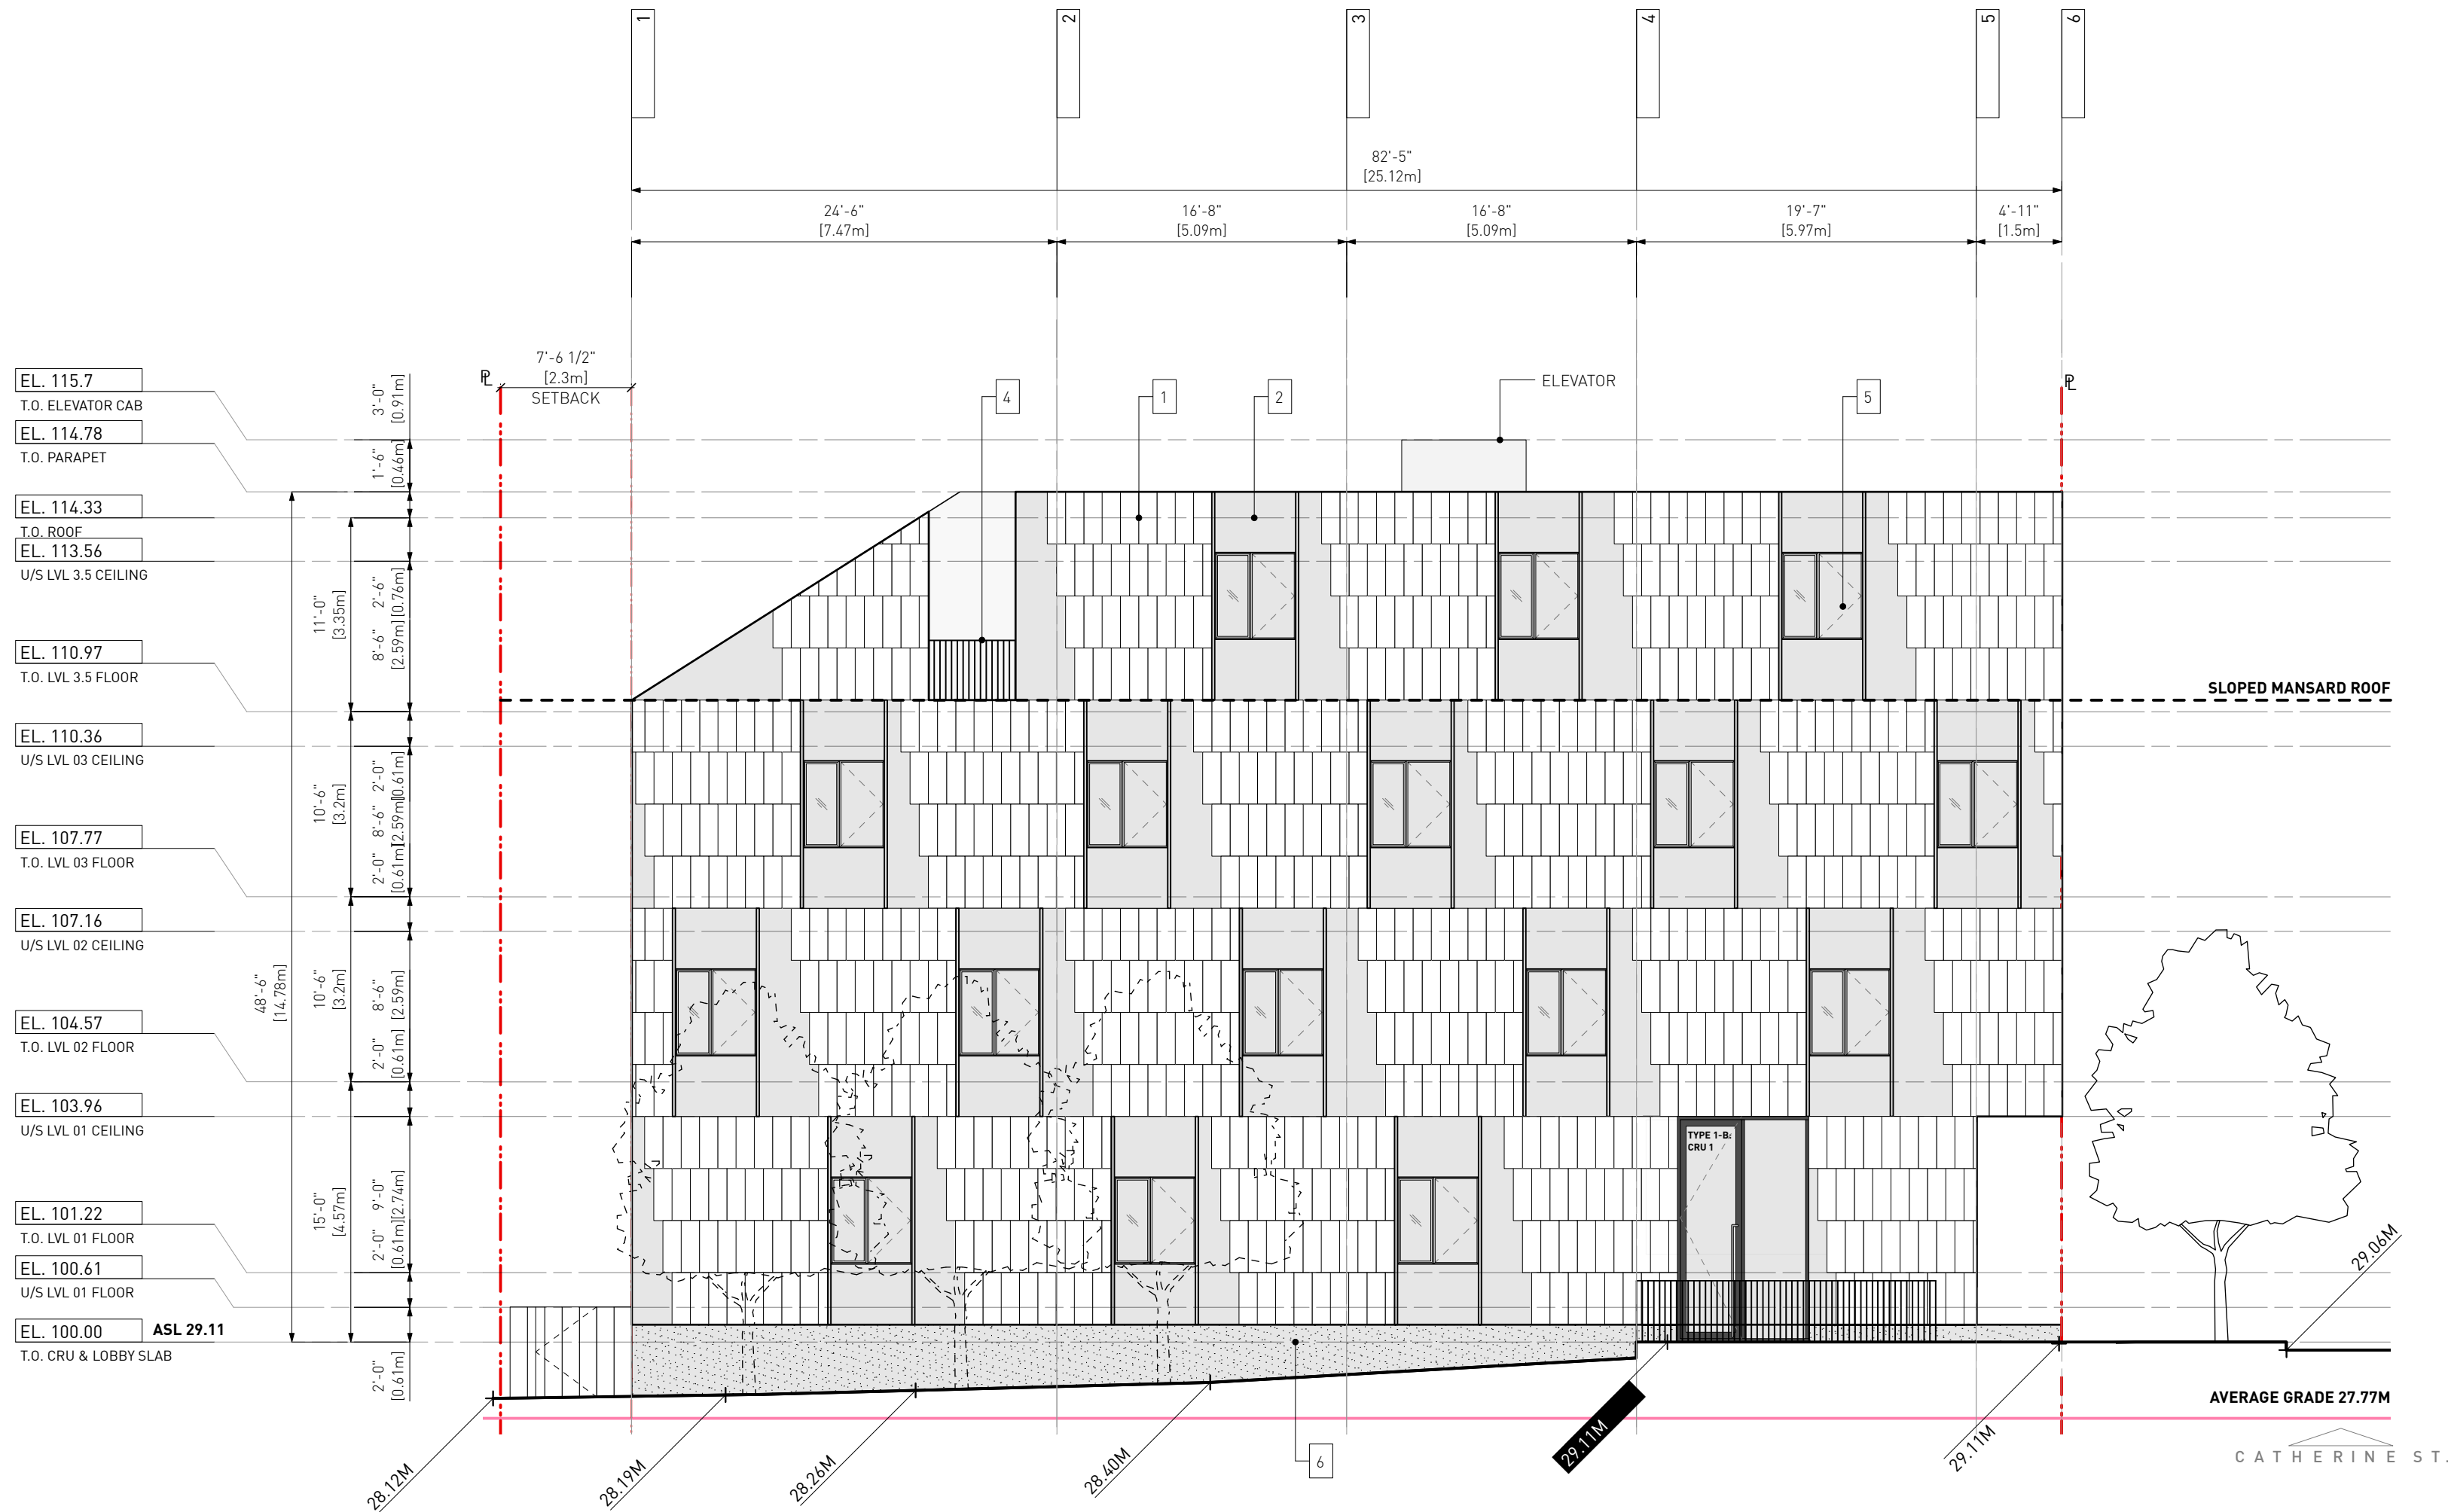 1
2
3
4
5
6
82'-5"
[25.12m]
24'-6"
[7.47m]
16'-8"
[5.09m]
16'-8"
[5.09m]
19'-7"
[5.97m]
4'-11"
[1.5m]
7'-6 1/2"
[2.3m]
SETBACK
PL
PL
4
1
2
ELEVATOR
5
EL. 115.7
T.O. ELEVATOR CAB
EL. 114.78
T.O. PARAPET
EL. 114.33
T.O. ROOF
EL. 113.56
U/S LVL 3.5 CEILING
EL. 110.97
T.O. LVL 3.5 FLOOR
EL. 110.36
U/S LVL 03 CEILING
EL. 107.77
T.O. LVL 03 FLOOR
EL. 107.16
U/S LVL 02 CEILING
EL. 104.57
T.O. LVL 02 FLOOR
EL. 103.96
U/S LVL 01 CEILING
EL. 101.22
T.O. LVL 01 FLOOR
EL. 100.61
U/S LVL 01 FLOOR
EL. 100.00
ASL 29.11
T.O. CRU & LOBBY SLAB
48'-6"
[14.78m]
11'-0"
[3.35m]
10'-6"
[3.2m]
10'-6"
[3.2m]
15'-0"
[4.57m]
3'-0"
[0.91m]
1'-6"
[0.46m]
2'-6"
[0.76m]
8'-6"
[2.59m]
2'-0"
[0.61m]
8'-6"
[2.59m]
2'-0"
[0.61m]
8'-6"
[2.59m]
2'-0"
[0.61m]
9'-0"
[2.74m]
2'-0"
[0.61m]
2'-0"
[0.61m]
SLOPED MANSARD ROOF
TYPE 1-B:
CRU 1
29.06M
AVERAGE GRADE 27.77M
28.12M
28.19M
28.26M
28.40M
6
29.11M
29.11M
CATHERINE ST.